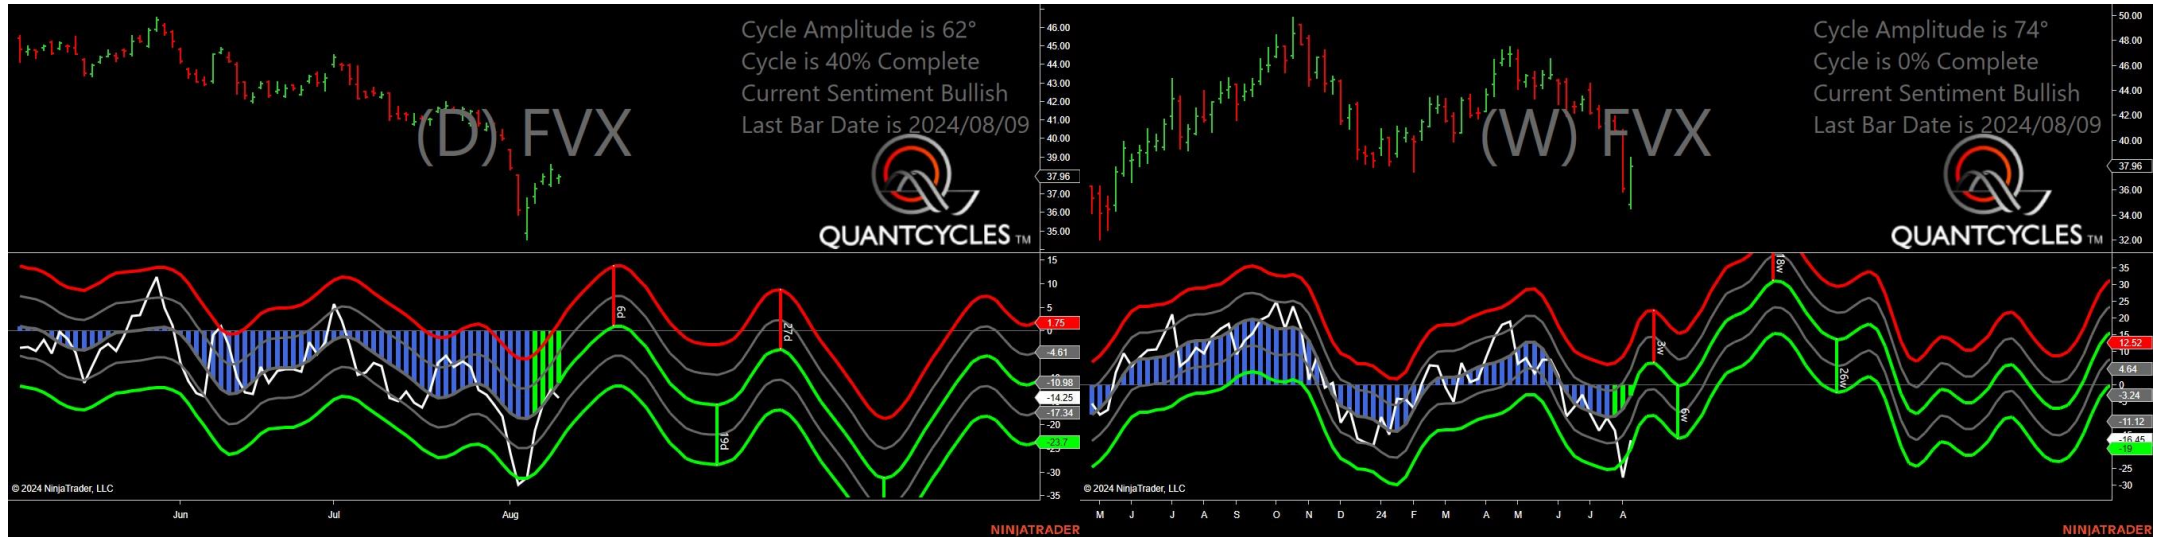 Cycle Amplitude is 62°
Cycle is 40% Complete
Current Sentiment Bullish
Last Bar Date is 2024/08/09
(D) FVX
QUANTCYCLES TM
46.00
45.00
44.00
43.00
42.00
41.00
40.00
39.00
37.96
37.00
36.00
35.00
15
10
5
1.75
0
-4.61
-10.98
-14.25
-17.34
-20
-23.7
-25
-30
-35
6d
27d
19d
© 2024 NinjaTrader, LLC
Jun Jul Aug
NINJATRADER
Cycle Amplitude is 74°
Cycle is 0% Complete
Current Sentiment Bullish
Last Bar Date is 2024/08/09
(W) FVX
QUANTCYCLES TM
50.00
48.00
46.00
44.00
42.00
40.00
37.96
36.00
34.00
32.00
35
30
25
20
15
12.52
10
4.64
0
-3.24
-11.12
-16.45
-19
-25
-30
18w
3w
26w
6w
© 2024 NinjaTrader, LLC
M J J A S O N D 24 F M A M J J A
NINJATRADER